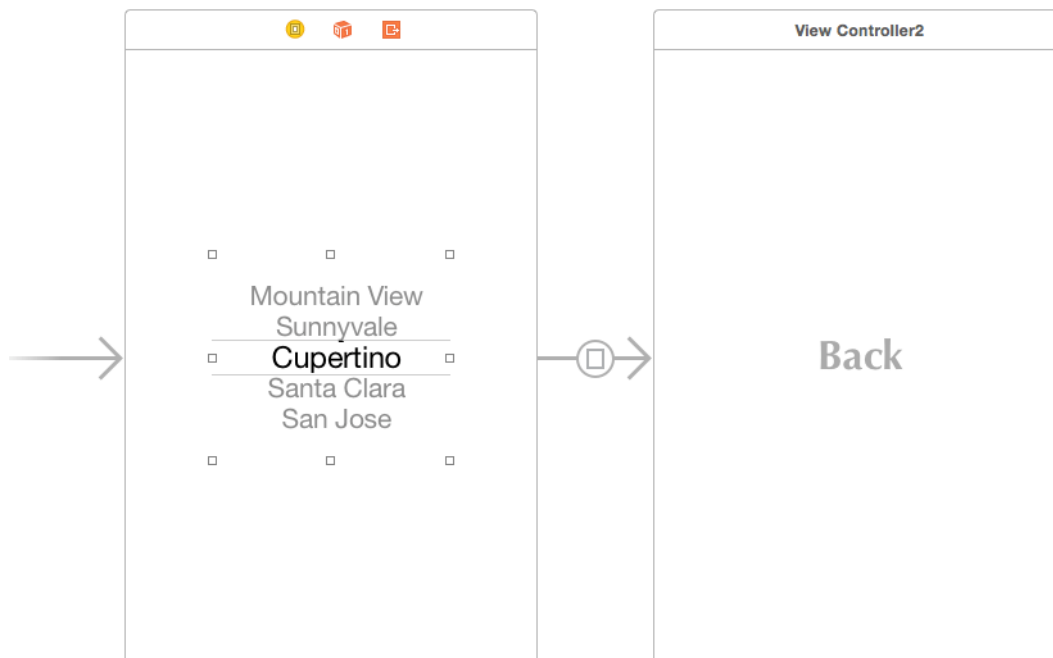 View Controller2
Mountain View
Sunnyvale
Cupertino
Santa Clara
San Jose
Back